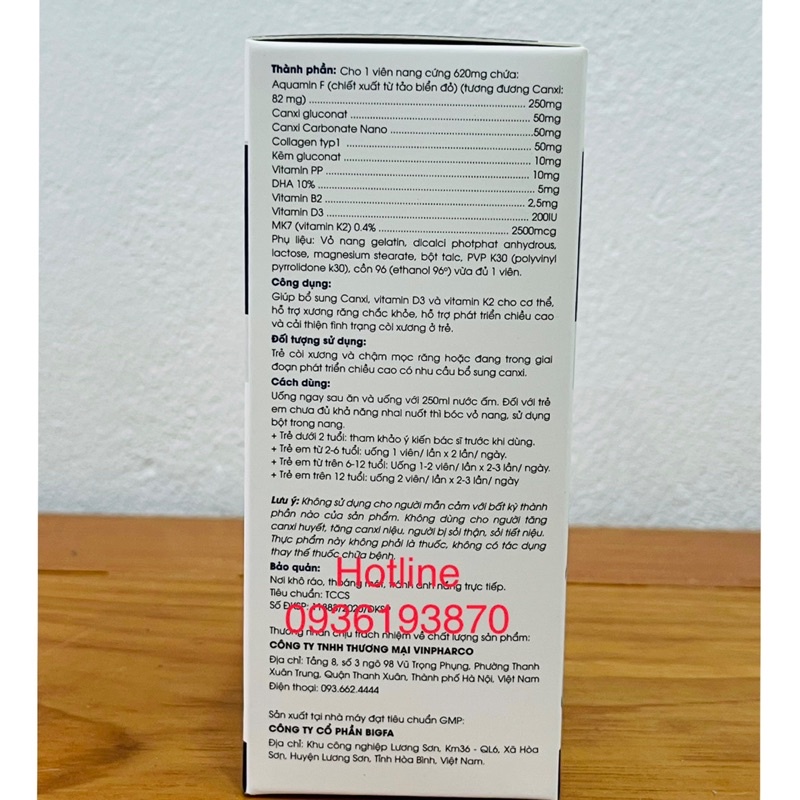 Thành phần: Cho 1 viên nang cứng 620mg chứa:
Aquamin F (chiết xuất từ tảo biển đỏ) (tương đương Canxi:
82 mg) ........ 250mg
Canxi gluconat ........ 50mg
Canxi Carbonate Nano ........ 50mg
Collagen typ1 ........ 50mg
Kẽm gluconat ........ 10mg
Vitamin PP ........ 10mg
DHA 10% ........ 5mg
Vitamin B2 ........ 2,5mg
Vitamin D3 ........ 200IU
MK7 (vitamin K2) 0.4% ........ 2500mcg
Phụ liệu: Vỏ nang gelatin, dicalci photphat anhydrous,
lactose, magnesium stearate, bột talc, PVP K30 (polyvinyl
pyrrolidone k30), cồn 96 (ethanol 96º) vừa đủ 1 viên.
Công dụng:
Giúp bổ sung Canxi, vitamin D3 và vitamin K2 cho cơ thể,
hỗ trợ xương răng chắc khỏe, hỗ trợ phát triển chiều cao
và cải thiện tình trạng còi xương ở trẻ.
Đối tượng sử dụng:
Trẻ còi xương và chậm mọc răng hoặc đang trong giai
đoạn phát triển chiều cao có nhu cầu bổ sung canxi.
Cách dùng:
Uống ngay sau ăn và uống với 250ml nước ấm. Đối với trẻ
em chưa đủ khả năng nhai nuốt thì bóc vỏ nang, sử dụng
bột trong nang.
+ Trẻ dưới 2 tuổi: tham khảo ý kiến bác sĩ trước khi dùng.
+ Trẻ em từ 2-6 tuổi: uống 1 viên/ lần x 2 lần/ ngày.
+ Trẻ em từ trên 6-12 tuổi: Uống 1-2 viên/ lần x 2-3 lần/ ngày.
+ Trẻ em trên 12 tuổi: uống 2 viên/ lần x 2-3 lần/ ngày
Lưu ý: Không sử dụng cho người mẫn cảm với bất kỳ thành
phần nào của sản phẩm. Không dùng cho người tăng
canxi huyết, tăng canxi niệu, người bị sỏi thận, sỏi tiết niệu.
Thực phẩm này không phải là thuốc, không có tác dụng
thay thế thuốc chữa bệnh.
Bảo quản:
Hotline
Nơi khô ráo, thoáng mát, tránh ánh nắng trực tiếp.
Tiêu chuẩn: TCCS
Số
0936193870
Thương nhân chịu trách nhiệm về chất lượng sản phẩm:
CÔNG TY TNHH THƯƠNG MẠI VINPHARCO
Địa chỉ: Tầng 8, số 3 ngõ 98 Vũ Trọng Phụng, Phường Thanh
Xuân Trung, Quận Thanh Xuân, Thành phố Hà Nội, Việt Nam
Điện thoại: 093.662.4444
Sản xuất tại nhà máy đạt tiêu chuẩn GMP:
CÔNG TY CỔ PHẦN BIGFA
Địa chỉ: Khu công nghiệp Lương Sơn, Km36 - QL6, Xã Hòa
Sơn, Huyện Lương Sơn, Tỉnh Hòa Bình, Việt Nam.